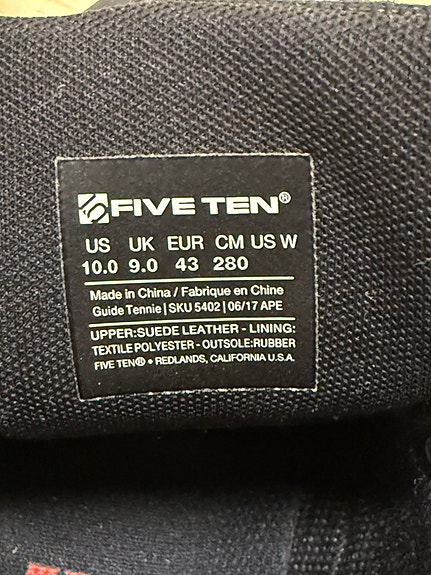 FIVE TEN®
US UK EUR CM US W
10.0 9.0 43 280
Made in China / Fabrique en Chine
Guide Tennie | SKU 5402 | 06/17 APE
UPPER:SUEDE LEATHER - LINING:
TEXTILE POLYESTER - OUTSOLE:RUBBER
FIVE TEN® • REDLANDS, CALIFORNIA U.S.A.